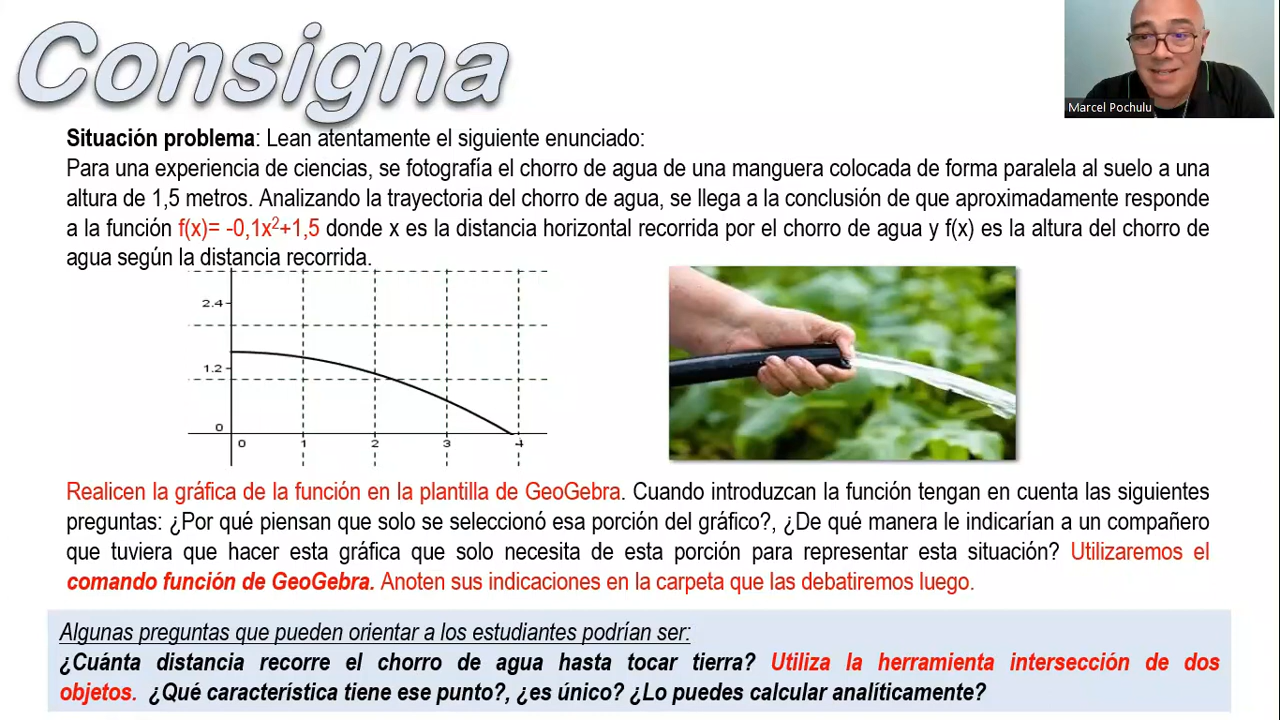 Consigna
Marcel Pochulu
Situación problema: Lean atentamente el siguiente enunciado:
Para una experiencia de ciencias, se fotografía el chorro de agua de una manguera colocada de forma paralela al suelo a una
altura de 1,5 metros. Analizando la trayectoria del chorro de agua, se llega a la conclusión de que aproximadamente responde
a la función f(x)= -0,1x²+1,5 donde x es la distancia horizontal recorrida por el chorro de agua y f(x) es la altura del chorro de
agua según la distancia recorrida.
2.4
1.2
0
0 1 2 3 4
Realicen la gráfica de la función en la plantilla de GeoGebra. Cuando introduzcan la función tengan en cuenta las siguientes
preguntas: ¿Por qué piensan que solo se seleccionó esa porción del gráfico?, ¿De qué manera le indicarían a un compañero
que tuviera que hacer esta gráfica que solo necesita de esta porción para representar esta situación? Utilizaremos el
comando función de GeoGebra. Anoten sus indicaciones en la carpeta que las debatiremos luego.
Algunas preguntas que pueden orientar a los estudiantes podrían ser:
¿Cuánta distancia recorre el chorro de agua hasta tocar tierra? Utiliza la herramienta intersección de dos
objetos. ¿Qué característica tiene ese punto?, ¿es único? ¿Lo puedes calcular analíticamente?